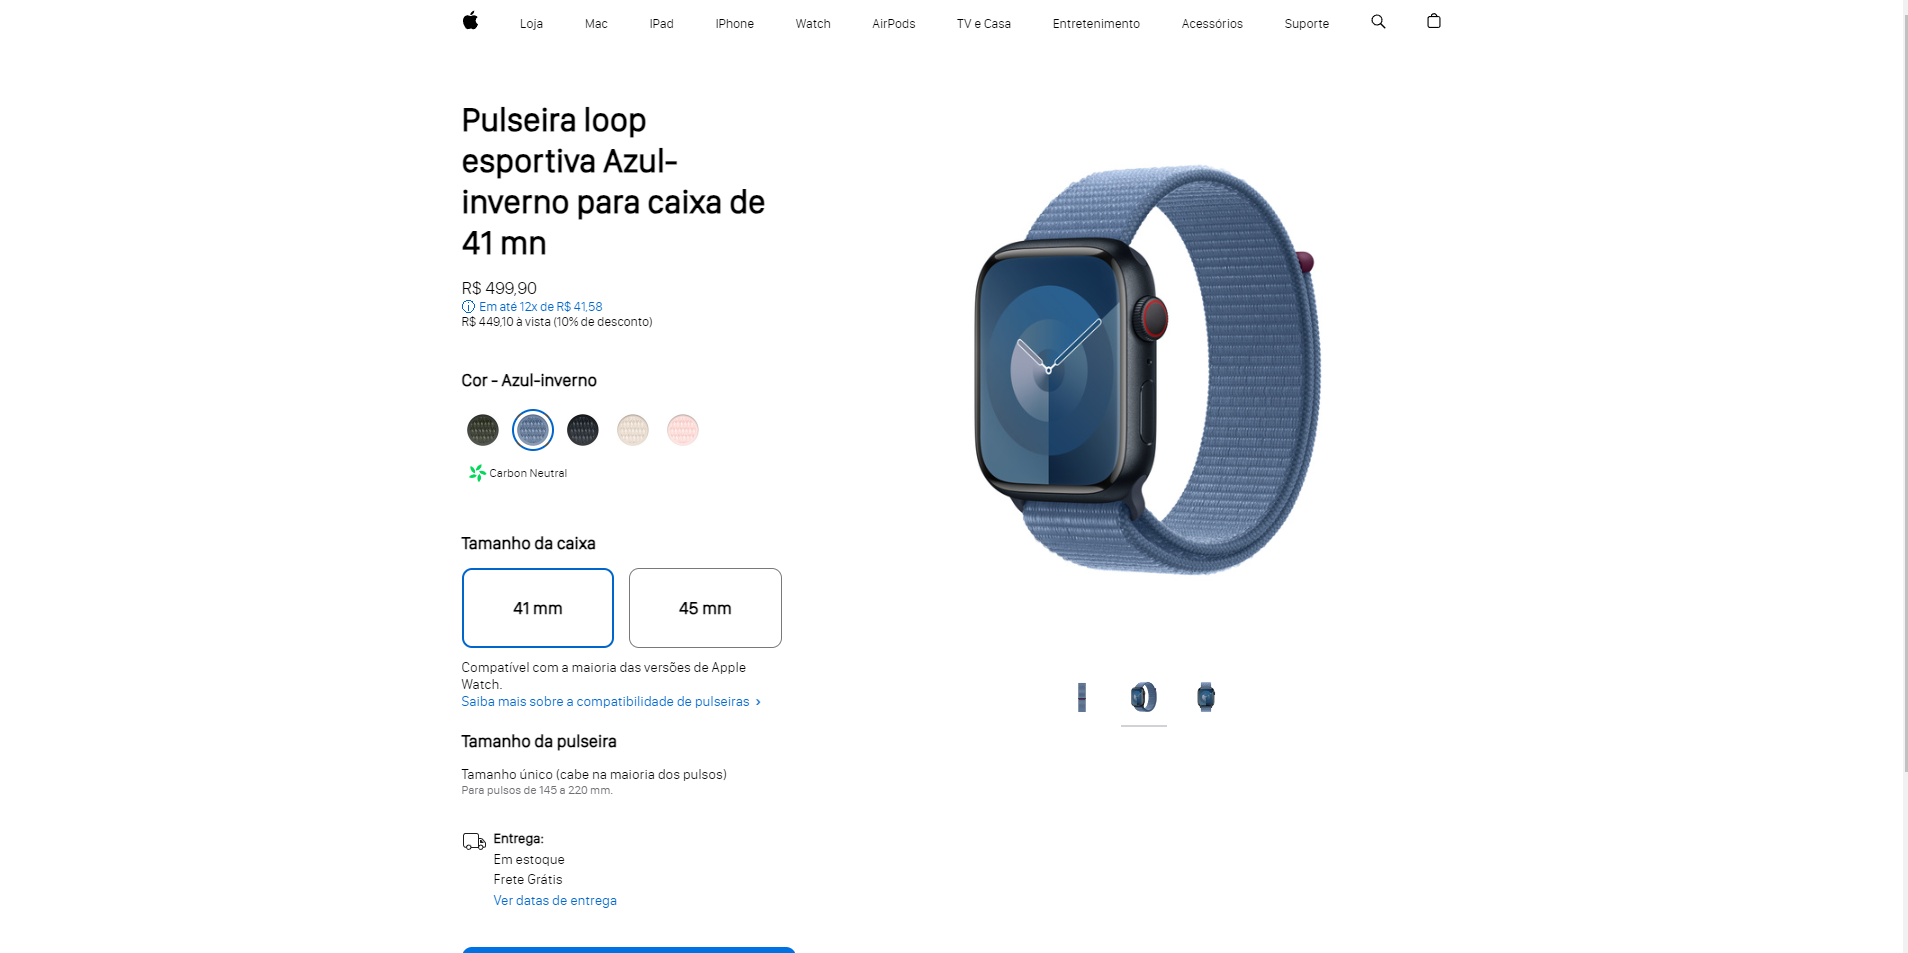 Loja Mac IPad IPhone Watch AirPods TV e Casa Entretenimento Acessórios Suporte
Pulseira loop
esportiva Azul-
inverno para caixa de
41 mn
R$ 499,90
Em até 12x de R$ 41,58
R$ 449,10 à vista (10% de desconto)
Cor - Azul-inverno
Carbon Neutral
Tamanho da caixa
41 mm 45 mm
Compatível com a maioria das versões de Apple
Watch.
Saiba mais sobre a compatibilidade de pulseiras ›
Tamanho da pulseira
Tamanho único (cabe na maioria dos pulsos)
Para pulsos de 145 a 220 mm.
Entrega:
Em estoque
Frete Grátis
Ver datas de entrega